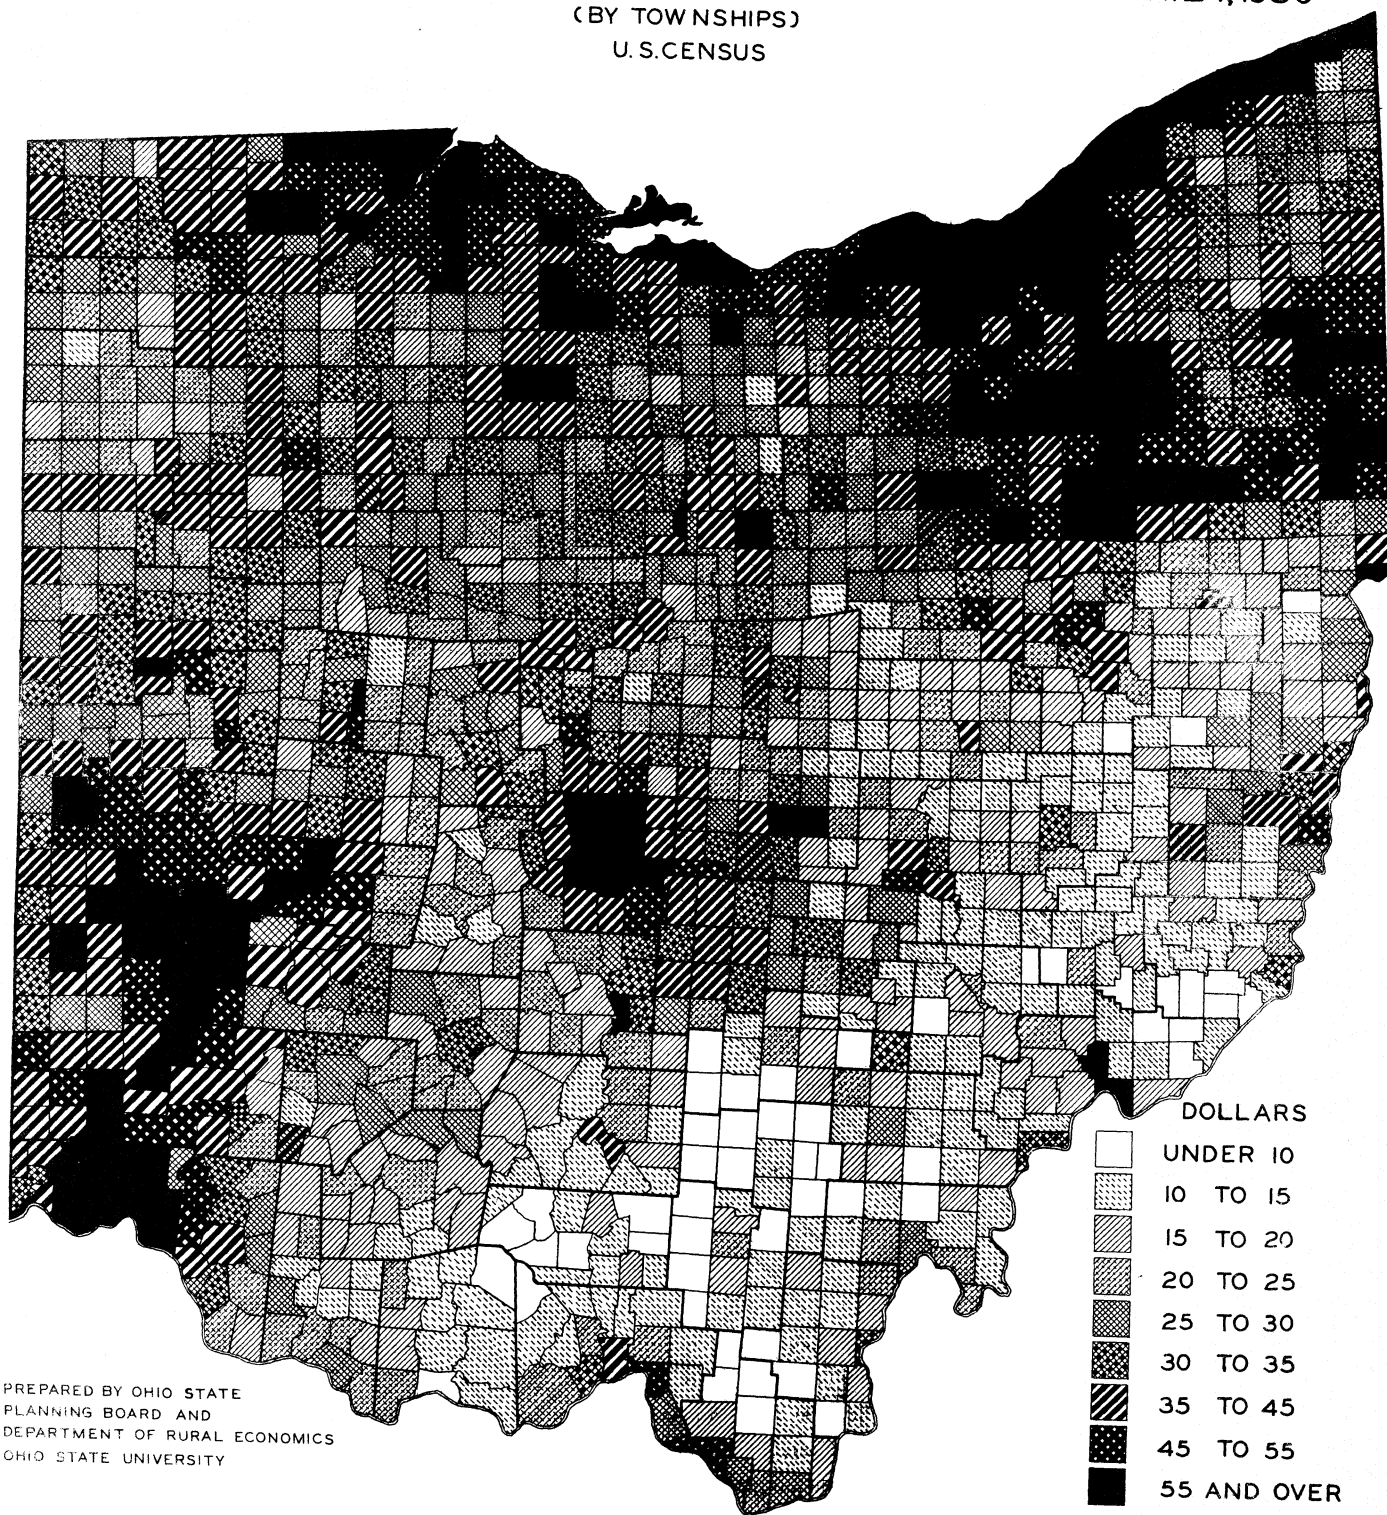 (BY TOWNSHIPS)
U.S.CENSUS
DOLLARS
UNDER 10
10 TO 15
15 TO 20
20 TO 25
25 TO 30
30 TO 35
35 TO 45
45 TO 55
55 AND OVER
PREPARED BY OHIO STATE
PLANNING BOARD AND
DEPARTMENT OF RURAL ECONOMICS
OHIO STATE UNIVERSITY